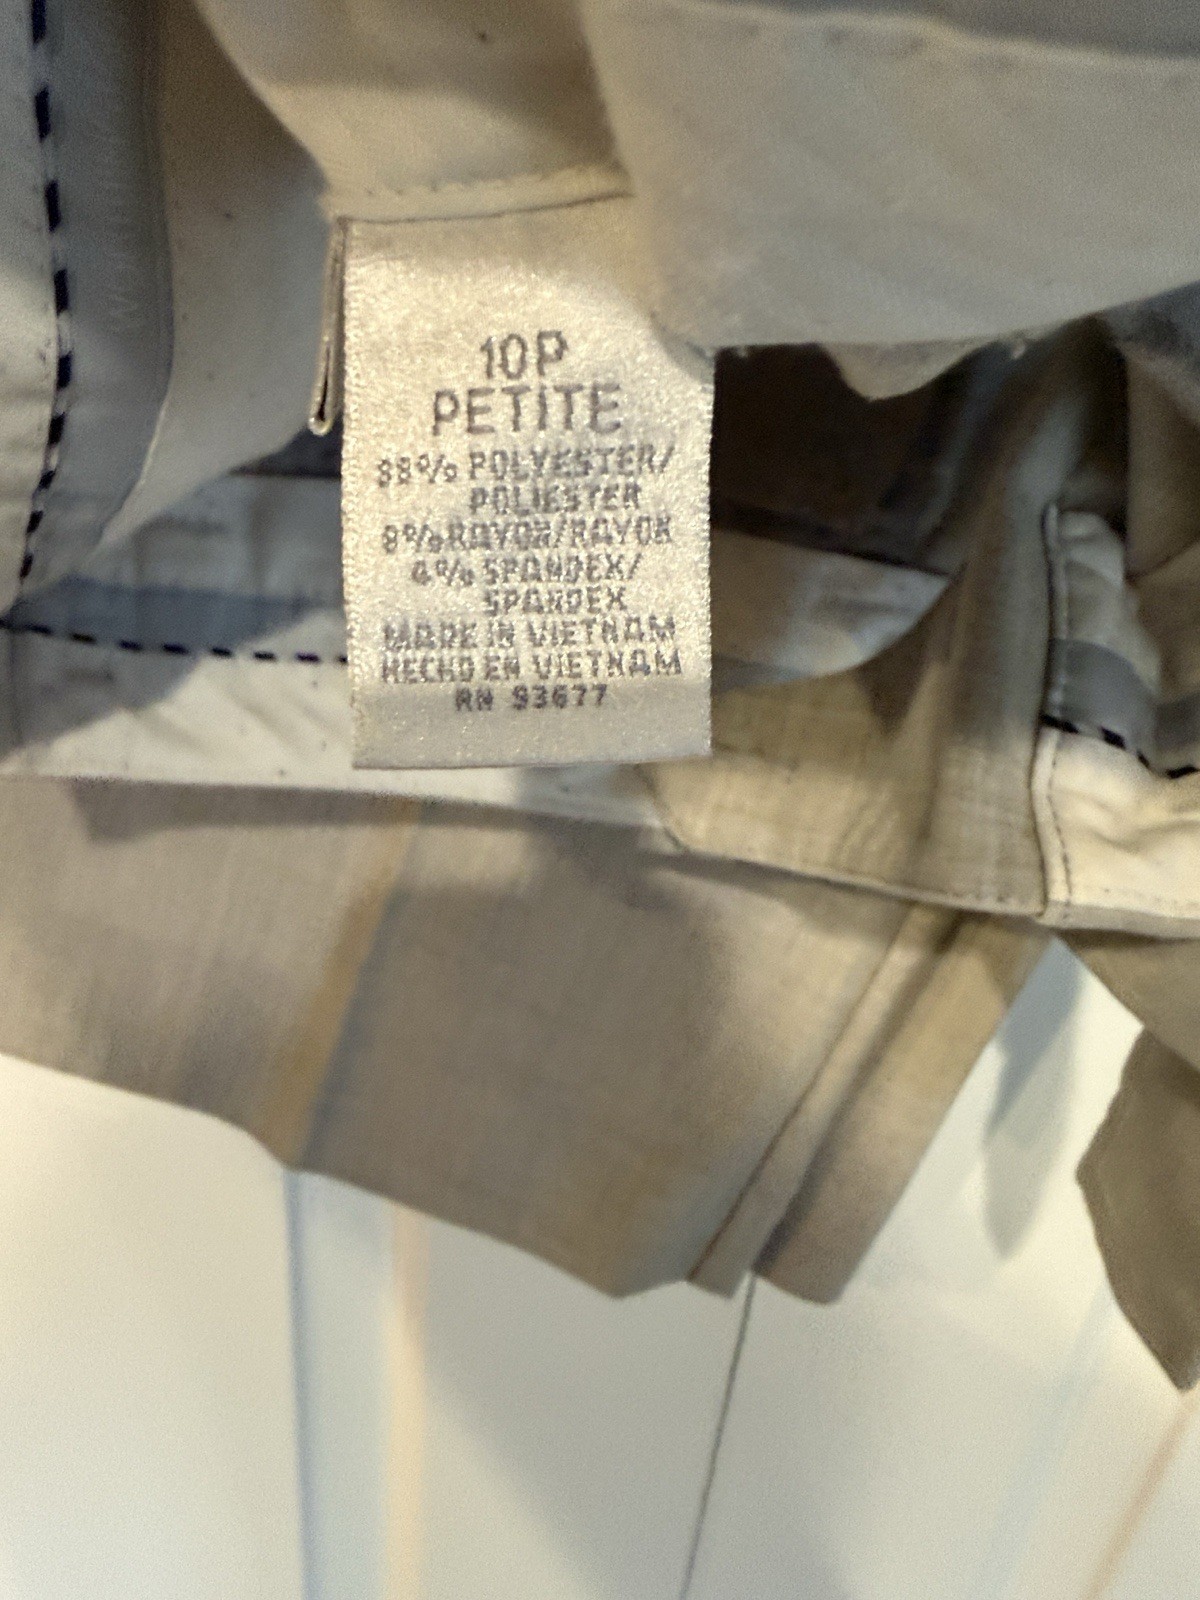 10P
PETITE
88% POLYESTER/
POLIESTER
8% RAYON/RAYON
4% SPANDEX/
SPANDEX
MADE IN VIETNAM
HECHO EN VIETNAM
RN 93677